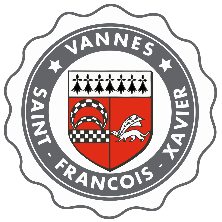 VANNES
SAINT - FRANCOIS - XAVIER